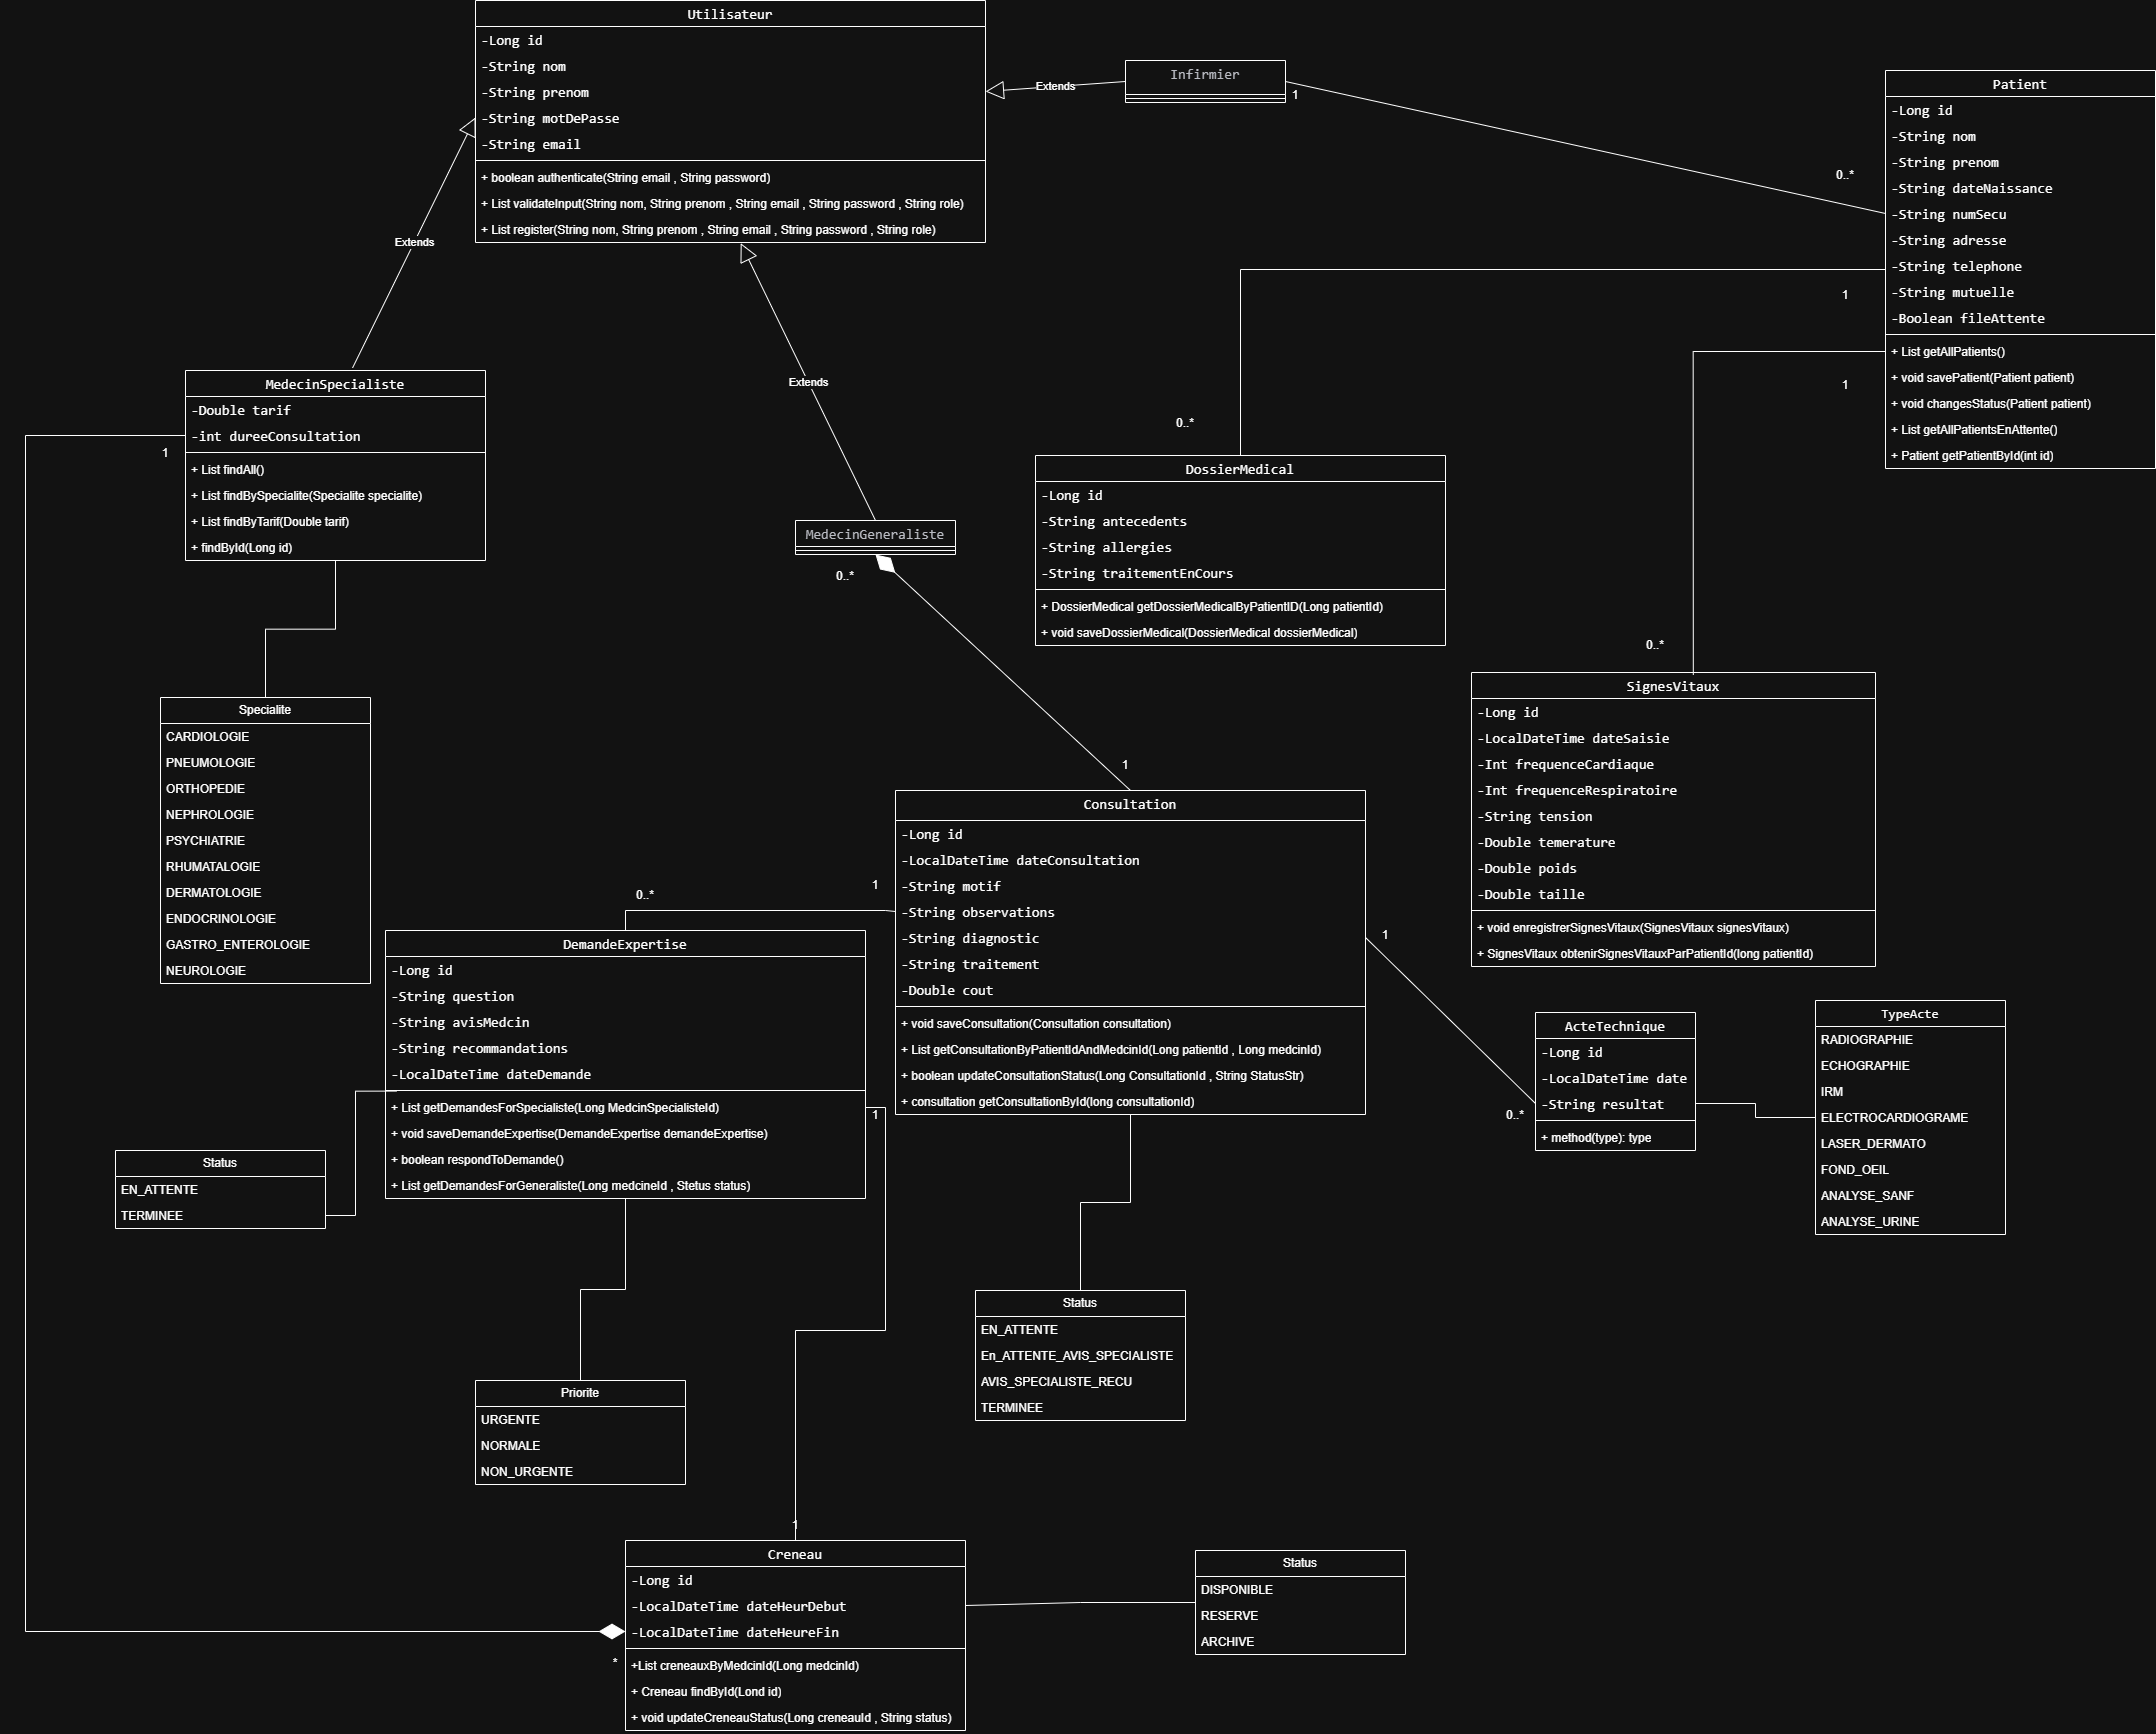 Utilisateur
-Long id
-String nom
-String prenom
-String motDePasse
-String email
+ boolean authenticate(String email , String password)
+ List validateInput(String nom, String prenom , String email , String password , String role)
+ List register(String nom, String prenom , String email , String password , String role)
Extends
Infirmier
1
0..*
Patient
-Long id
-String nom
-String prenom
-String dateNaissance
-String numSecu
-String adresse
-String telephone
-String mutuelle
-Boolean fileAttente
+ List getAllPatients()
+ void savePatient(Patient patient)
+ void changesStatus(Patient patient)
+ List getAllPatientsEnAttente()
+ Patient getPatientById(int id)
1
1
Extends
Extends
MedecinSpecialiste
-Double tarif
-int dureeConsultation
+ List findAll()
+ List findBySpecialite(Specialite specialite)
+ List findByTarif(Double tarif)
+ findById(Long id)
1
MedecinGeneraliste
0..*
0..*
DossierMedical
-Long id
-String antecedents
-String allergies
-String traitementEnCours
+ DossierMedical getDossierMedicalByPatientID(Long patientId)
+ void saveDossierMedical(DossierMedical dossierMedical)
0..*
SignesVitaux
-Long id
-LocalDateTime dateSaisie
-Int frequenceCardiaque
-Int frequenceRespiratoire
-String tension
-Double temerature
-Double poids
-Double taille
+ void enregistrerSignesVitaux(SignesVitaux signesVitaux)
+ SignesVitaux obtenirSignesVitauxParPatientId(long patientId)
Specialite
CARDIOLOGIE
PNEUMOLOGIE
ORTHOPEDIE
NEPHROLOGIE
PSYCHIATRIE
RHUMATALOGIE
DERMATOLOGIE
ENDOCRINOLOGIE
GASTRO_ENTEROLOGIE
NEUROLOGIE
1
Consultation
-Long id
-LocalDateTime dateConsultation
-String motif
-String observations
-String diagnostic
-String traitement
-Double cout
+ void saveConsultation(Consultation consultation)
+ List getConsultationByPatientIdAndMedcinId(Long patientId , Long medcinId)
+ boolean updateConsultationStatus(Long ConsultationId , String StatusStr)
+ consultation getConsultationById(long consultationId)
0..*
1
1
0..*
DemandeExpertise
-Long id
-String question
-String avisMedcin
-String recommandations
-LocalDateTime dateDemande
+ List getDemandesForSpecialiste(Long MedcinSpecialisteId)
+ void saveDemandeExpertise(DemandeExpertise demandeExpertise)
+ boolean respondToDemande()
+ List getDemandesForGeneraliste(Long medcineId , Stetus status)
1
ActeTechnique
-Long id
-LocalDateTime date
-String resultat
+ method(type): type
TypeActe
RADIOGRAPHIE
ECHOGRAPHIE
IRM
ELECTROCARDIOGRAME
LASER_DERMATO
FOND_OEIL
ANALYSE_SANF
ANALYSE_URINE
Status
EN_ATTENTE
TERMINEE
Status
EN_ATTENTE
En_ATTENTE_AVIS_SPECIALISTE
AVIS_SPECIALISTE_RECU
TERMINEE
Priorite
URGENTE
NORMALE
NON_URGENTE
1
Creneau
-Long id
-LocalDateTime dateHeurDebut
-LocalDateTime dateHeureFin
+List creneauxByMedcinId(Long medcinId)
+ Creneau findById(Lond id)
+ void updateCreneauStatus(Long creneauId , String status)
*
Status
DISPONIBLE
RESERVE
ARCHIVE